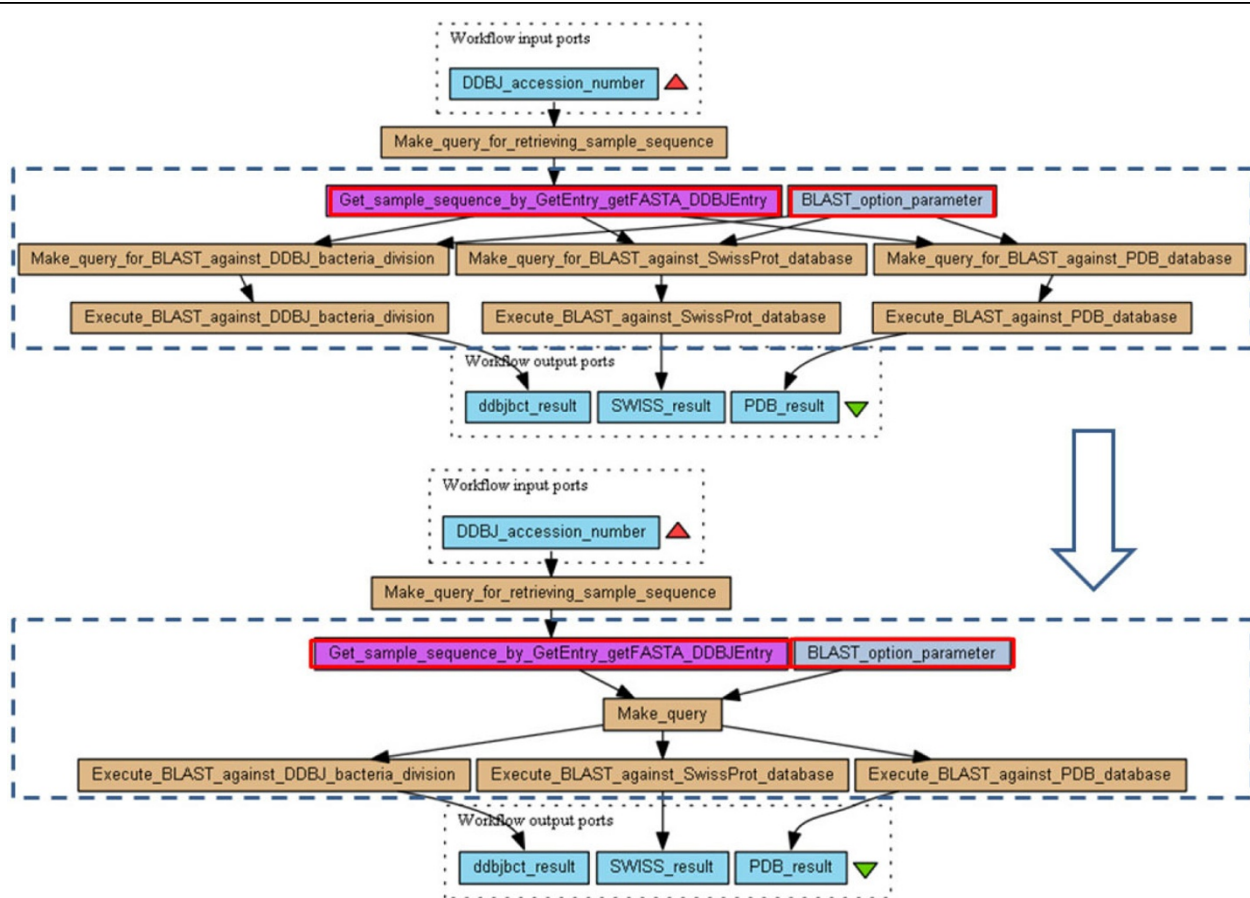 Workflow input ports
DDBJ_accession_number
Make_query_for_retrieving_sample_sequence
Get_sample_sequence_by_GetEntry_getFASTA_DDBJEntry BLAST_option_parameter
Make_query_for_BLAST_against_DDBJ_bacteria_division Make_query_for_BLAST_against_SwissProt_database Make_query_for_BLAST_against_PDB_database
Execute_BLAST_against_DDBJ_bacteria_division Execute_BLAST_against_SwissProt_database Execute_BLAST_against_PDB_database
Workflow output ports
ddbjbct_result SWISS_result PDB_result
Workflow input ports
DDBJ_accession_number
Make_query_for_retrieving_sample_sequence
Get_sample_sequence_by_GetEntry_getFASTA_DDBJEntry BLAST_option_parameter
Make_query
Execute_BLAST_against_DDBJ_bacteria_division Execute_BLAST_against_SwissProt_database Execute_BLAST_against_PDB_database
Workflow output ports
ddbjbct_result SWISS_result PDB_result